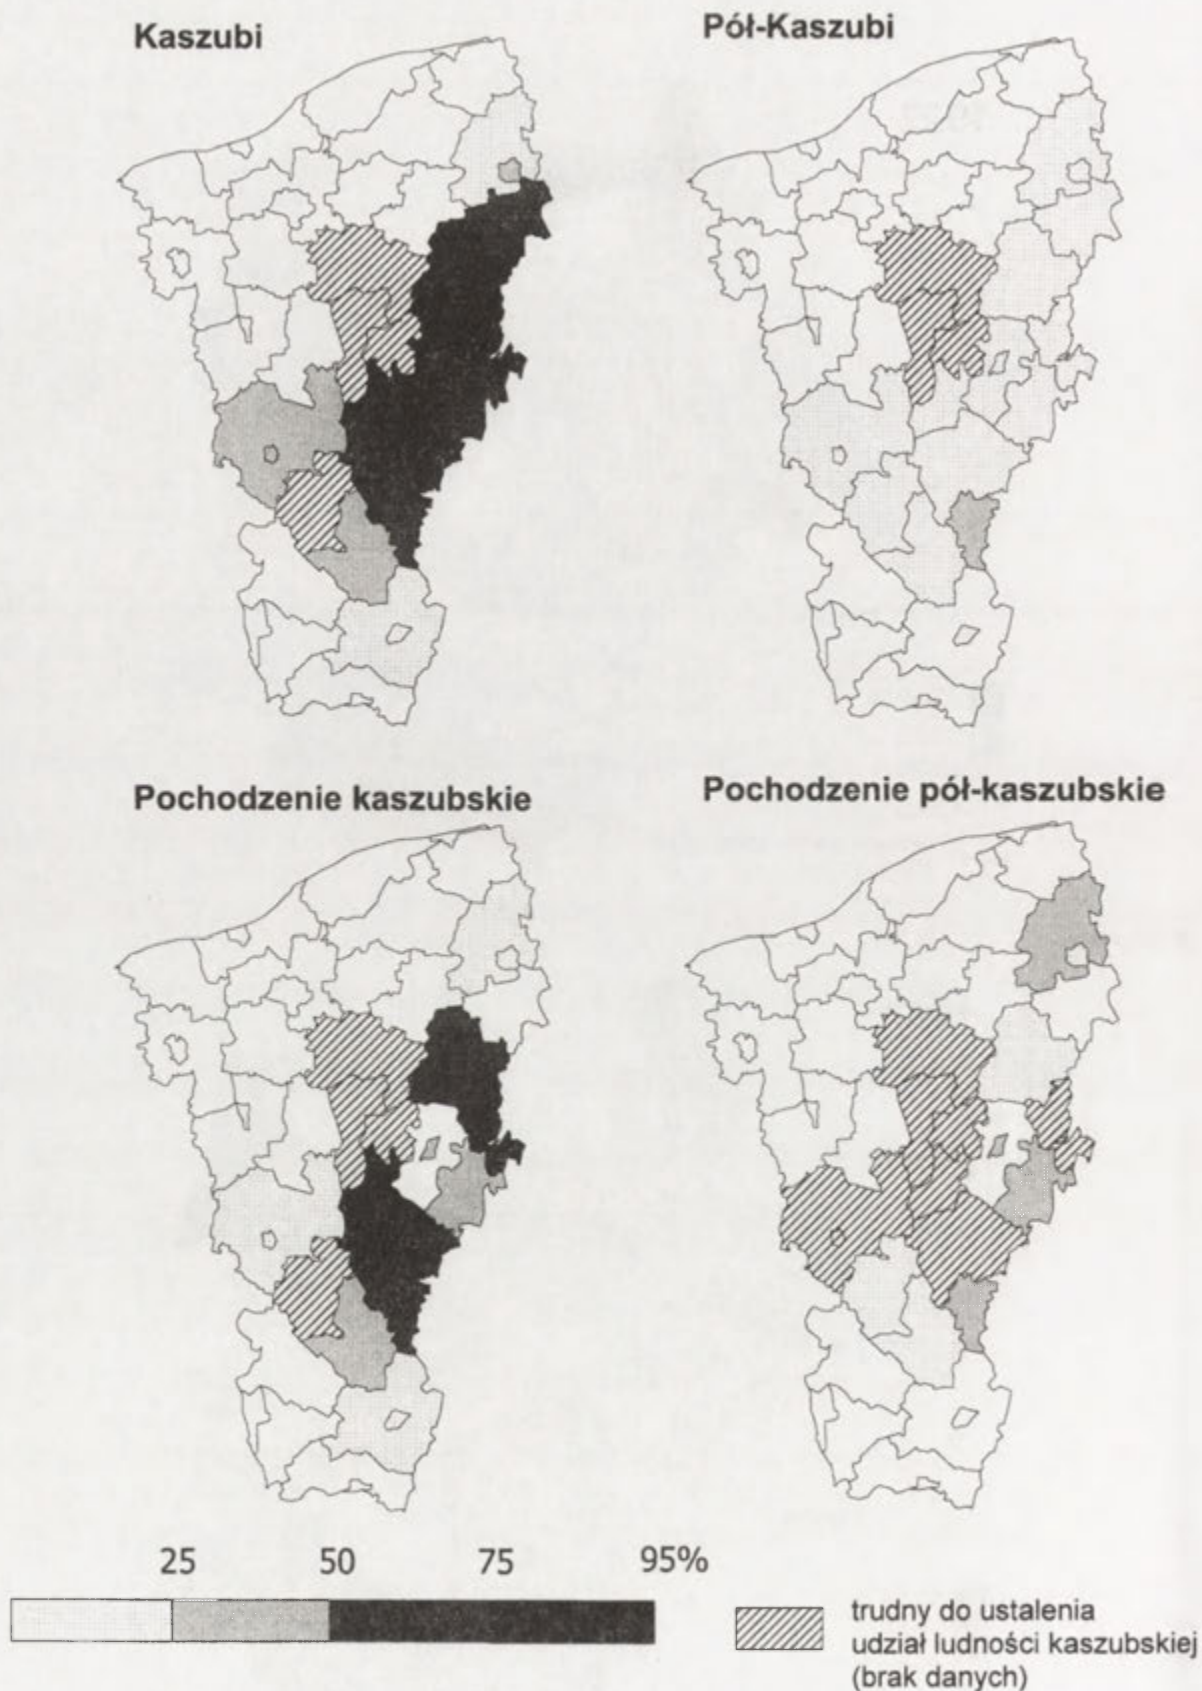 Kaszubi
Pół-Kaszubi
Pochodzenie kaszubskie
Pochodzenie pół-kaszubskie
25 50 75 95%
trudny do ustalenia
udział ludności kaszubskiej
(brak danych)